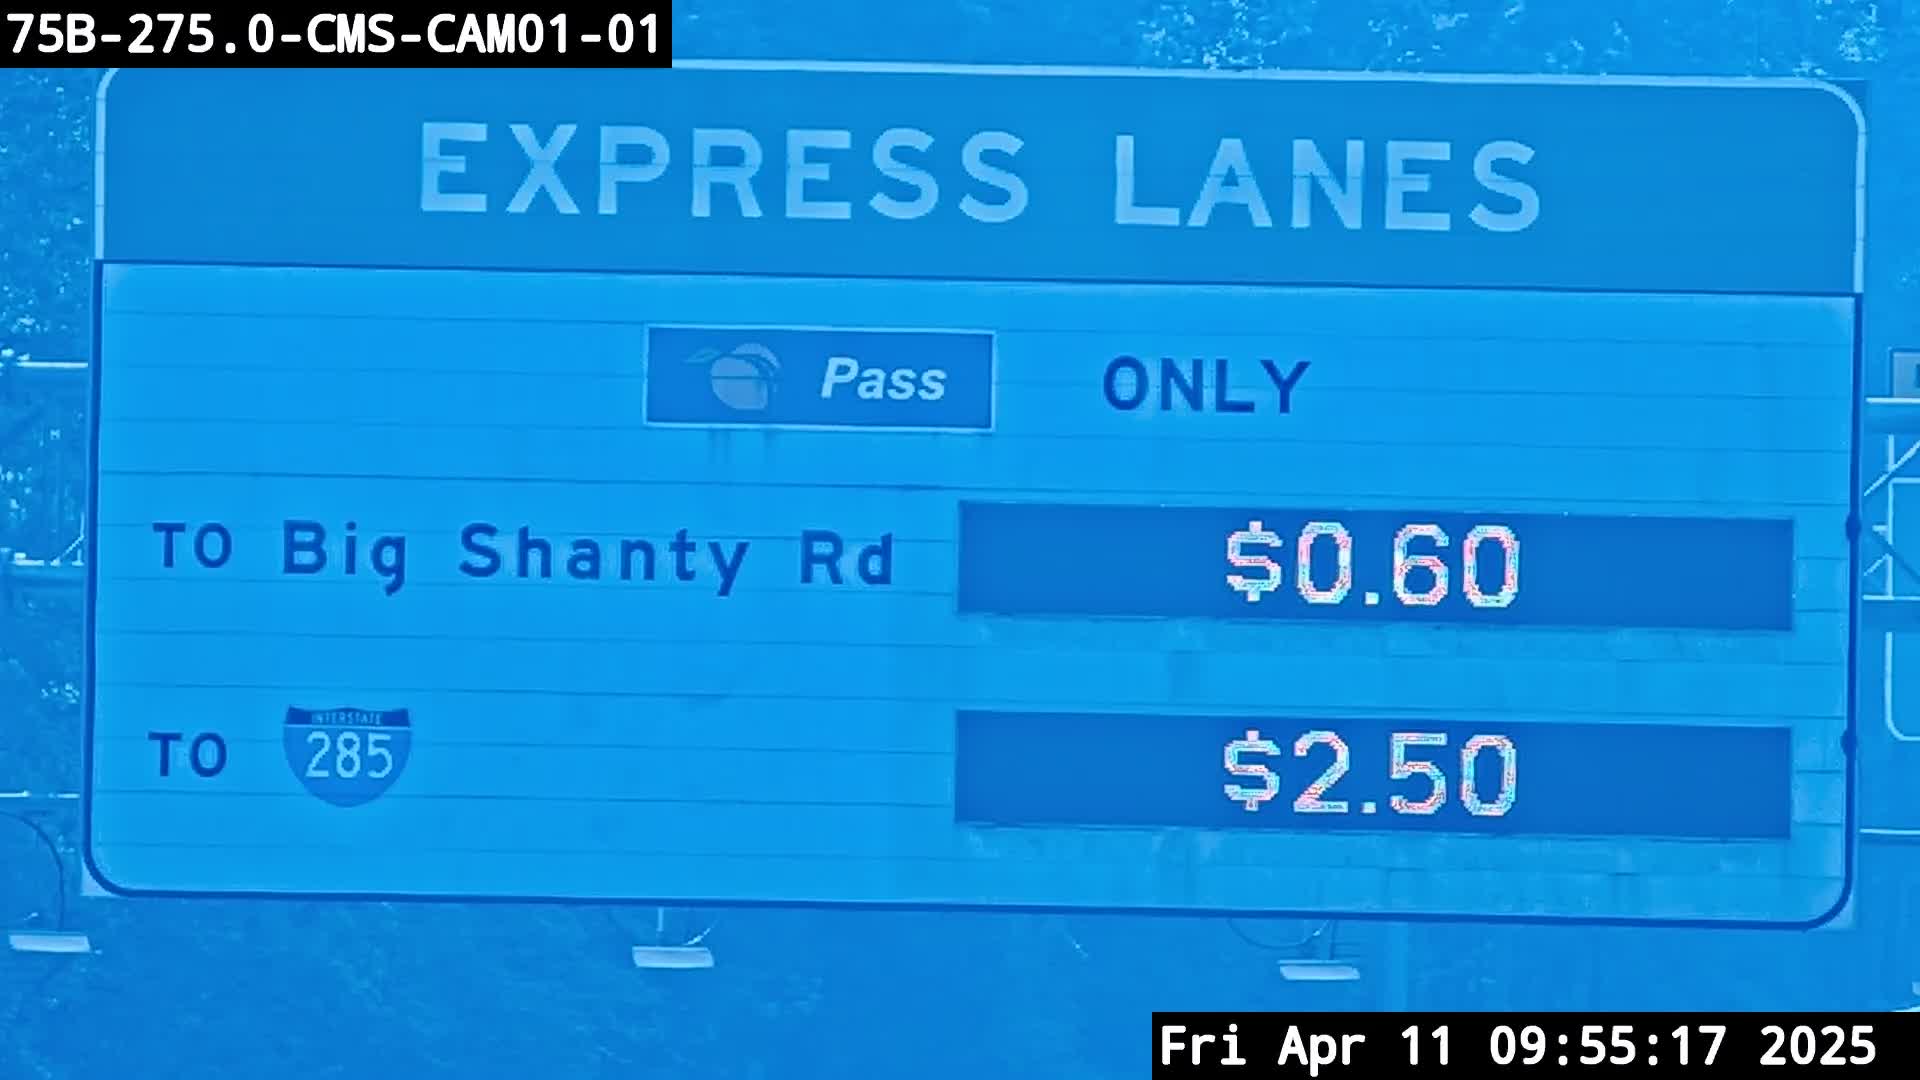 75B-275.0-CMS-CAM01-01
EXPRESS LANES
Pass ONLY
TO Big Shanty Rd $0.60
TO INTERSTATE 285 $2.50
Fri Apr 11 09:55:17 2025